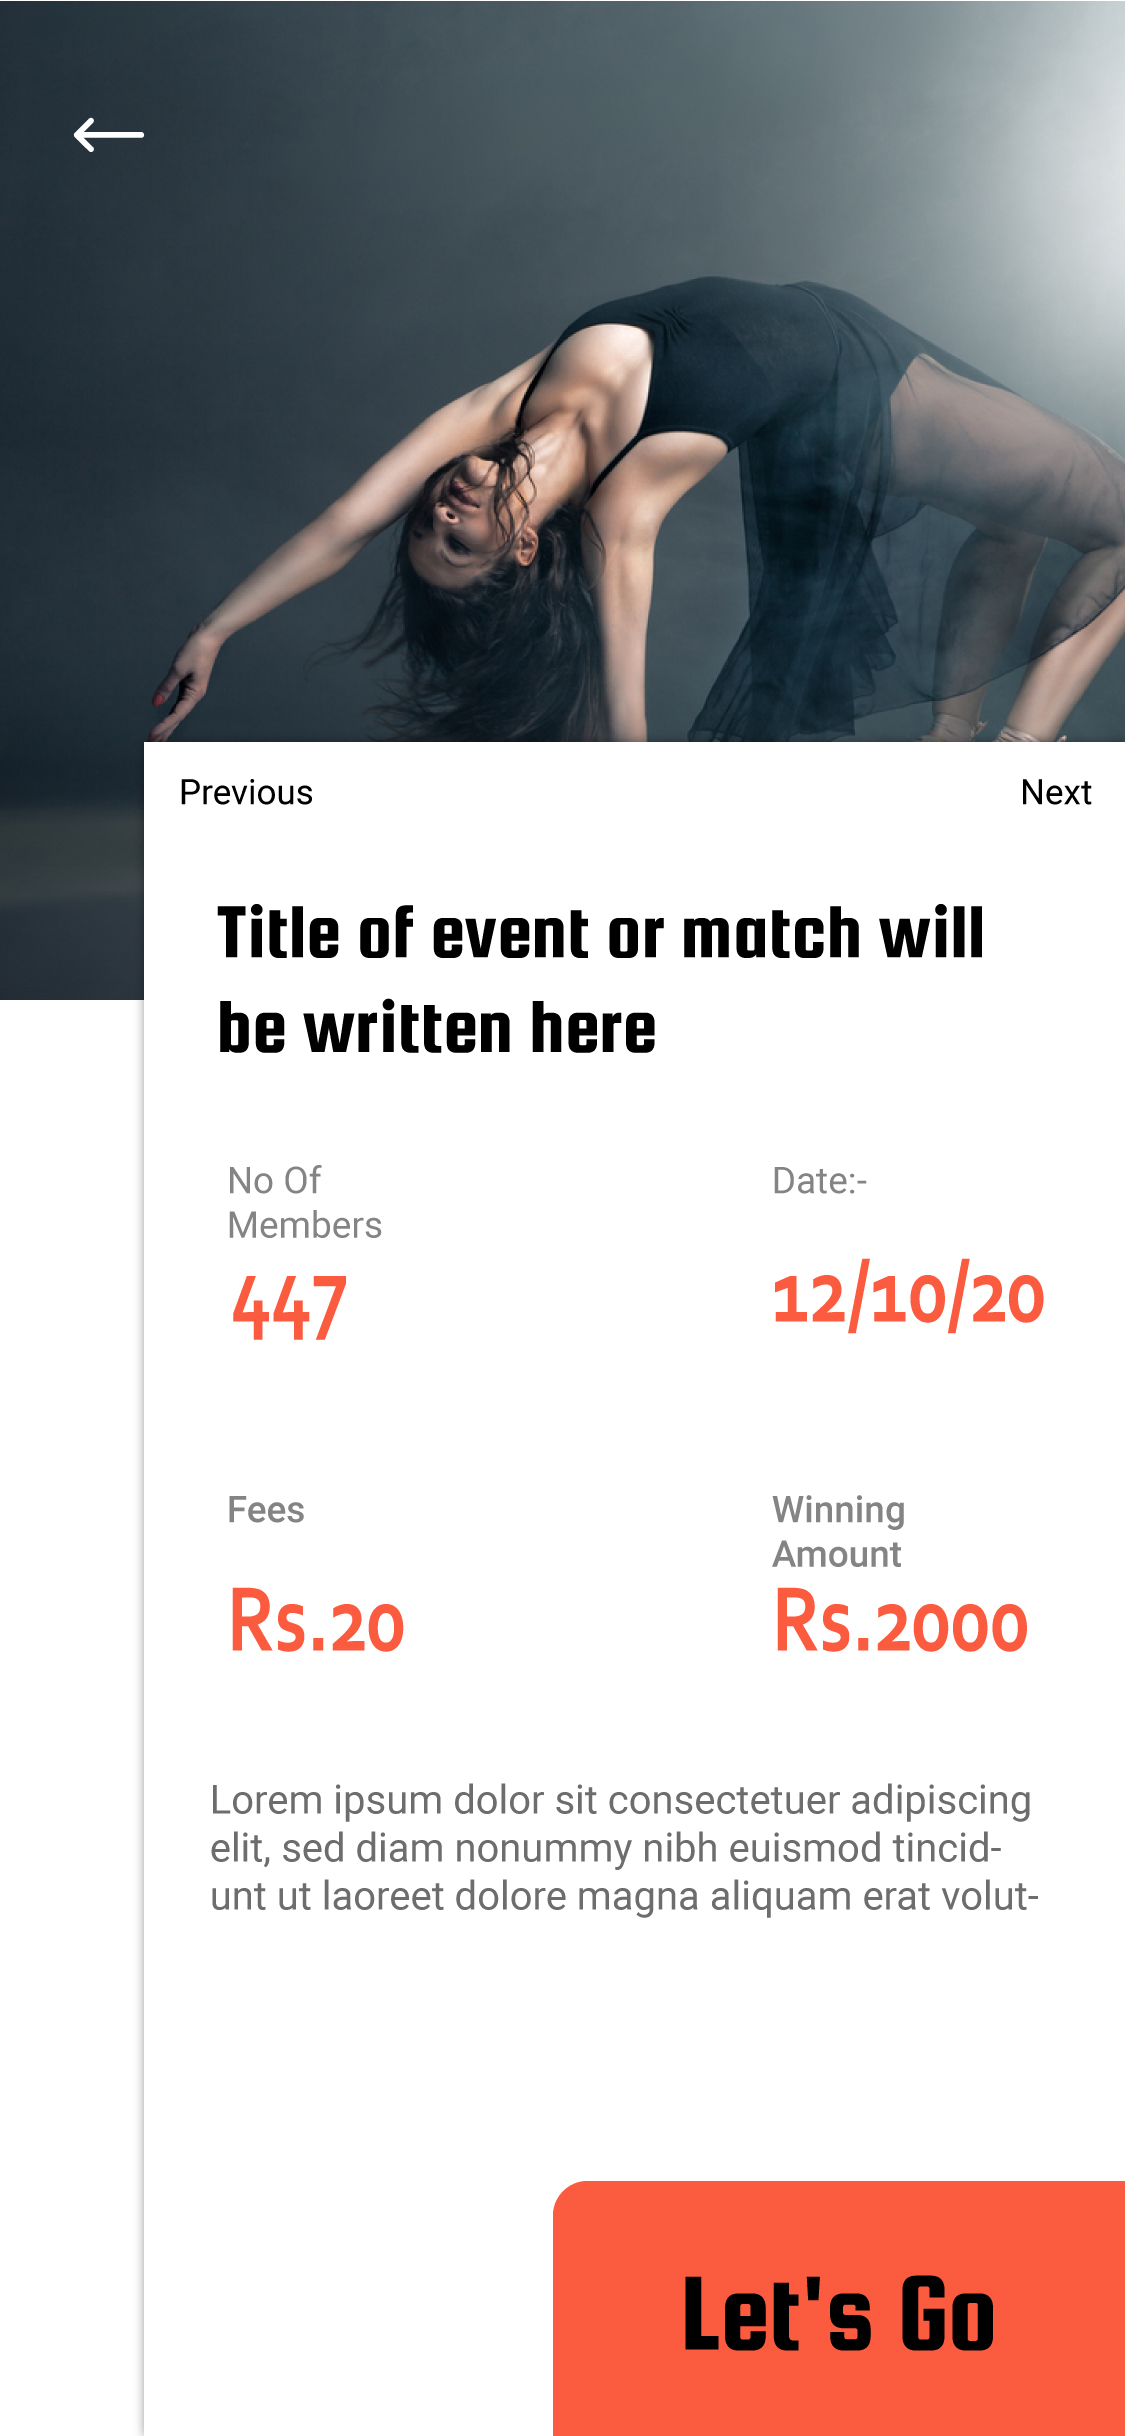 Previous
Next
Title of event or match will
be written here
No Of
Members
447
Date:-
12/10/20
Fees
Rs.20
Winning
Amount
Rs.2000
Lorem ipsum dolor sit consectetuer adipiscing
elit, sed diam nonummy nibh euismod tincid-
unt ut laoreet dolore magna aliquam erat volut-
Let's Go